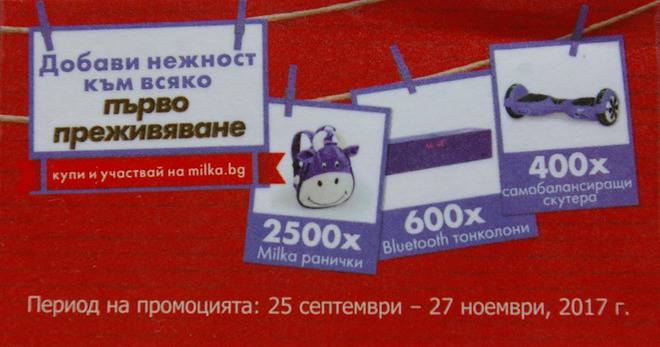 Добави нежност
към всяко
първо
преживяване
купи и участвай на milka.bg
2500x
Milka ранички
600x
Bluetooth тонколони
400x
самобалансиращи
скутера
Период на промоцията: 25 септември – 27 ноември, 2017 г.